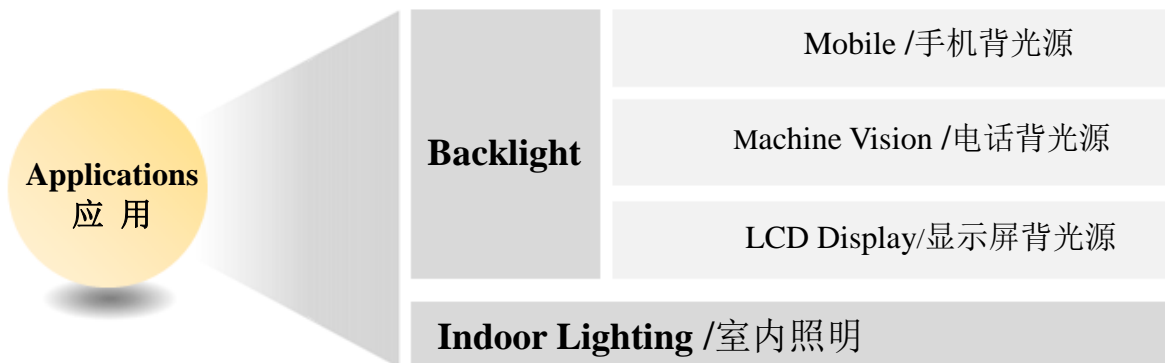 Applications
应 用
Backlight
Mobile /手机背光源
Machine Vision /电话背光源
LCD Display/显示屏背光源
Indoor Lighting /室内照明